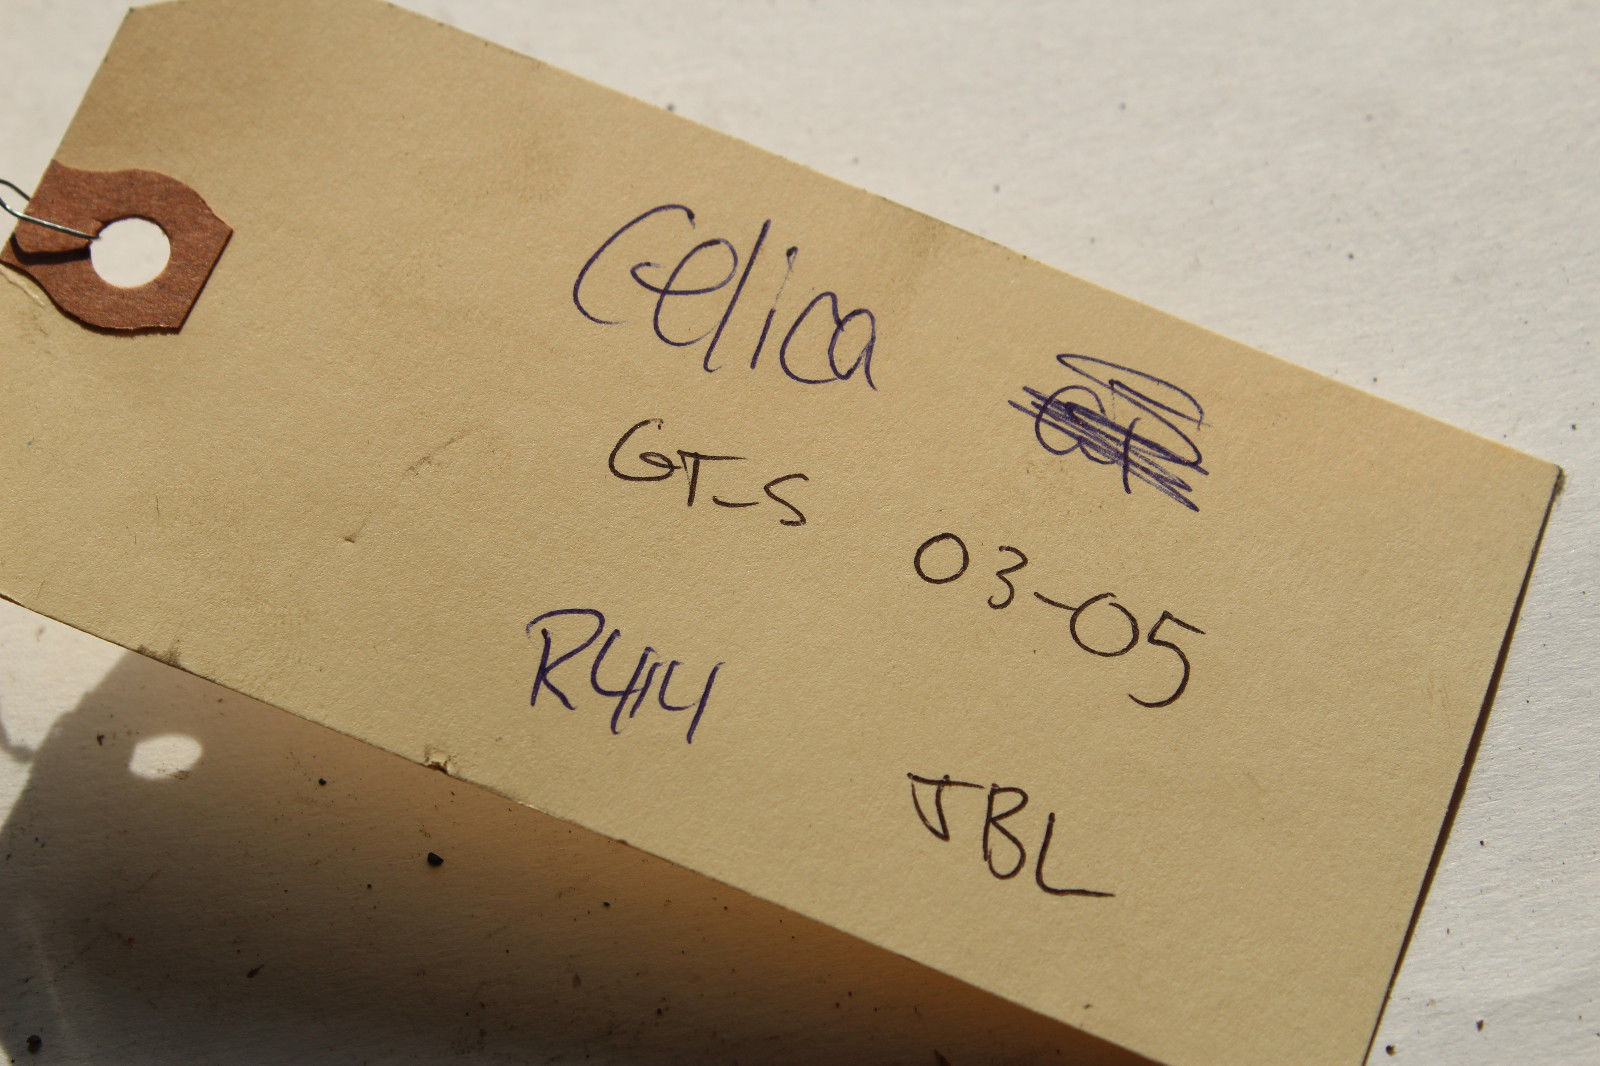 Celica
GT-S
03-05
R414
JBL